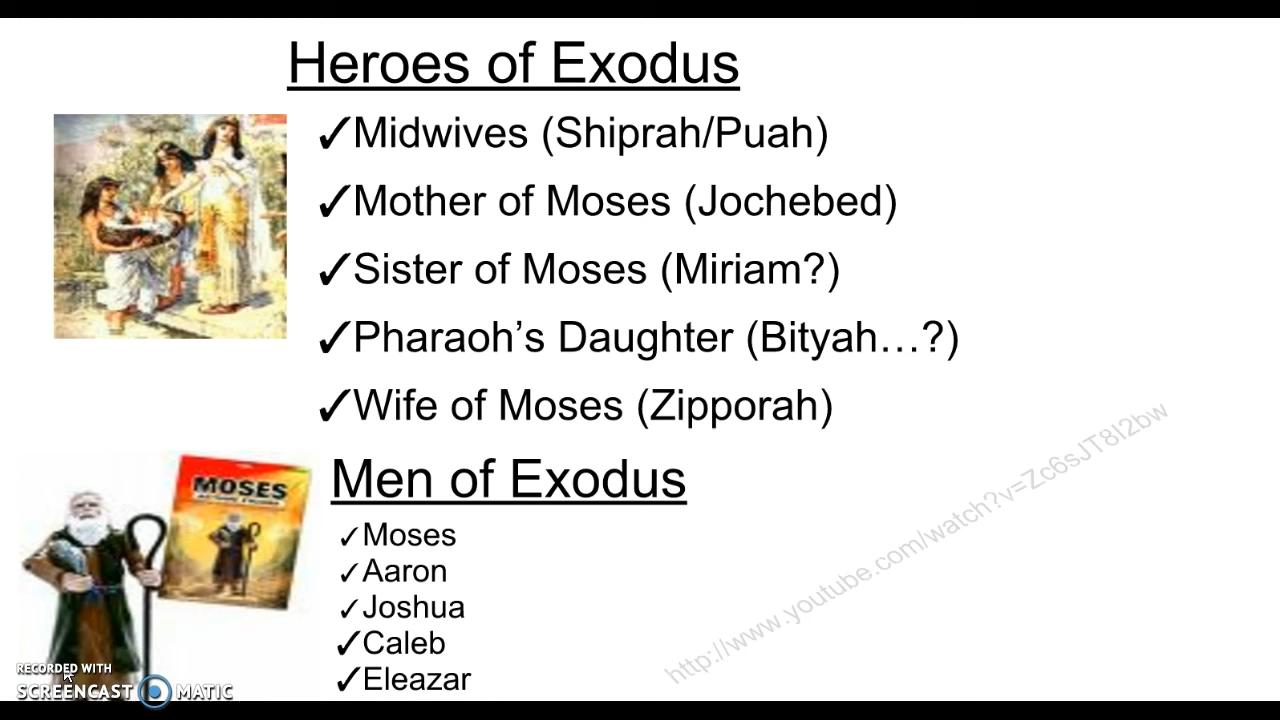 Heroes of Exodus
✓Midwives (Shiprah/Puah)
✓Mother of Moses (Jochebed)
✓Sister of Moses (Miriam?)
✓Pharaoh’s Daughter (Bityah…?)
✓Wife of Moses (Zipporah)
MOSES
Men of Exodus
✓Moses
✓Aaron
✓Joshua
✓Caleb
✓Eleazar
http://www.youtube.com/watch?v=Zc6sJT8I2bw
RECORDED WITH
SCREENCAST MATIC